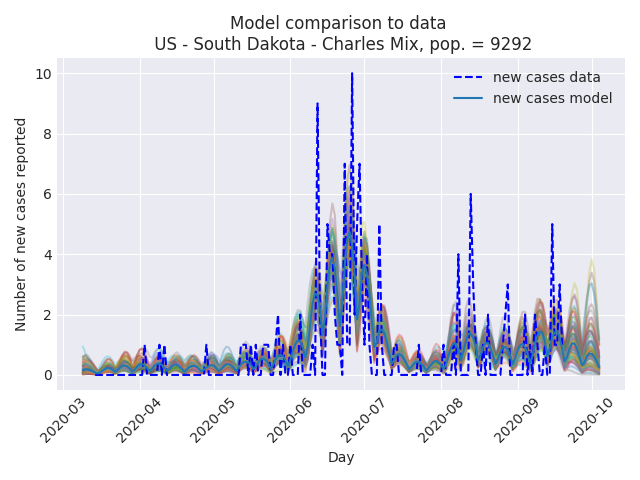 Model comparison to data
US - South Dakota - Charles Mix, pop. = 9292
new cases data
new cases model
Number of new cases reported
10
8
6
4
2
0
2020-03
2020-04
2020-05
2020-06
2020-07
2020-08
2020-09
2020-10
Day